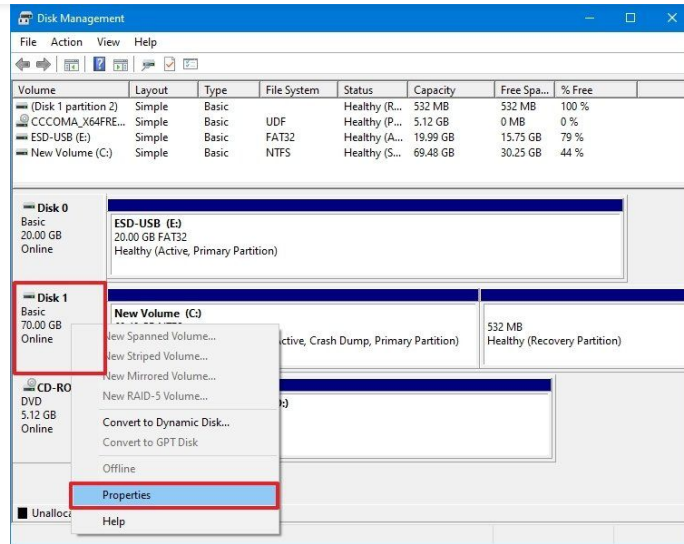 Disk Management
File Action View Help
Volume Layout Type File System Status Capacity Free Spa... % Free
(Disk 1 partition 2) Simple Basic Healthy (R... 532 MB 532 MB 100 %
CCCOMA_X64FRE... Simple Basic UDF Healthy (P... 5.12 GB 0 MB 0 %
ESD-USB (E:) Simple Basic FAT32 Healthy (A... 19.99 GB 15.75 GB 79 %
New Volume (C:) Simple Basic NTFS Healthy (S... 69.48 GB 30.25 GB 44 %
Disk 0
Basic
20.00 GB
Online
ESD-USB (E:)
20.00 GB FAT32
Healthy (Active, Primary Partition)
Disk 1
Basic
70.00 GB
Online
New Volume (C:)
Active, Crash Dump, Primary Partition)
532 MB
Healthy (Recovery Partition)
CD-RO
DVD
5.12 GB
Online
:)
New Spanned Volume...
New Striped Volume...
New Mirrored Volume...
New RAID-5 Volume...
Convert to Dynamic Disk...
Convert to GPT Disk
Offline
Properties
Help
Unalloca